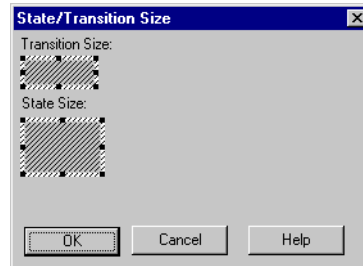 State/Transition Size
Transition Size:
State Size:
OK
Cancel
Help